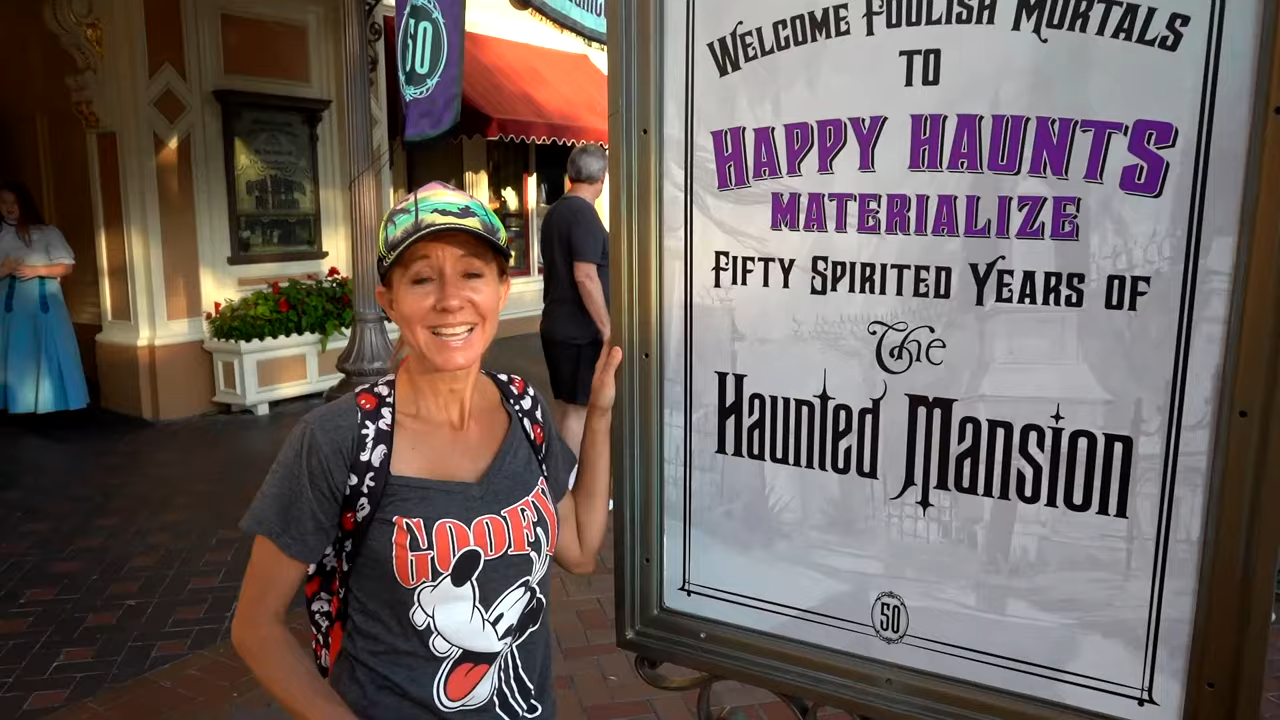 50
WELCOME FOOLISH MORTALS
TO
HAPPY HAUNTS
MATERIALIZE
FIFTY SPIRITED YEARS OF
The
Haunted Mansion
50
GOOFY